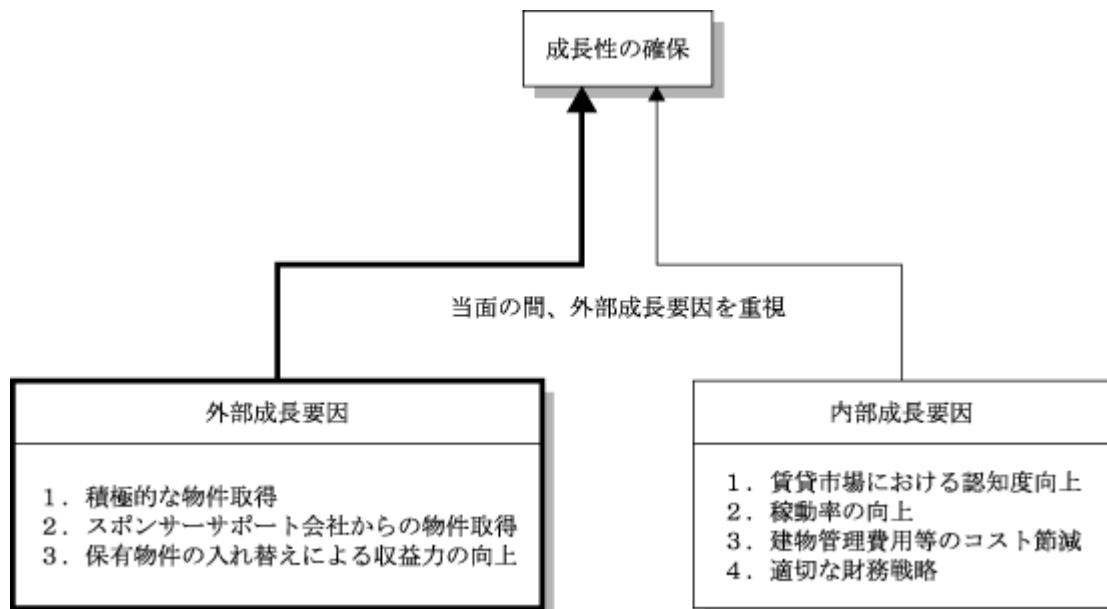 成長性の確保
当面の間、外部成長要因を重視
外部成長要因
1．積極的な物件取得
2．スポンサーサポート会社からの物件取得
3．保有物件の入れ替えによる収益力の向上
内部成長要因
1．賃貸市場における認知度向上
2．稼動率の向上
3．建物管理費用等のコスト節減
4．適切な財務戦略